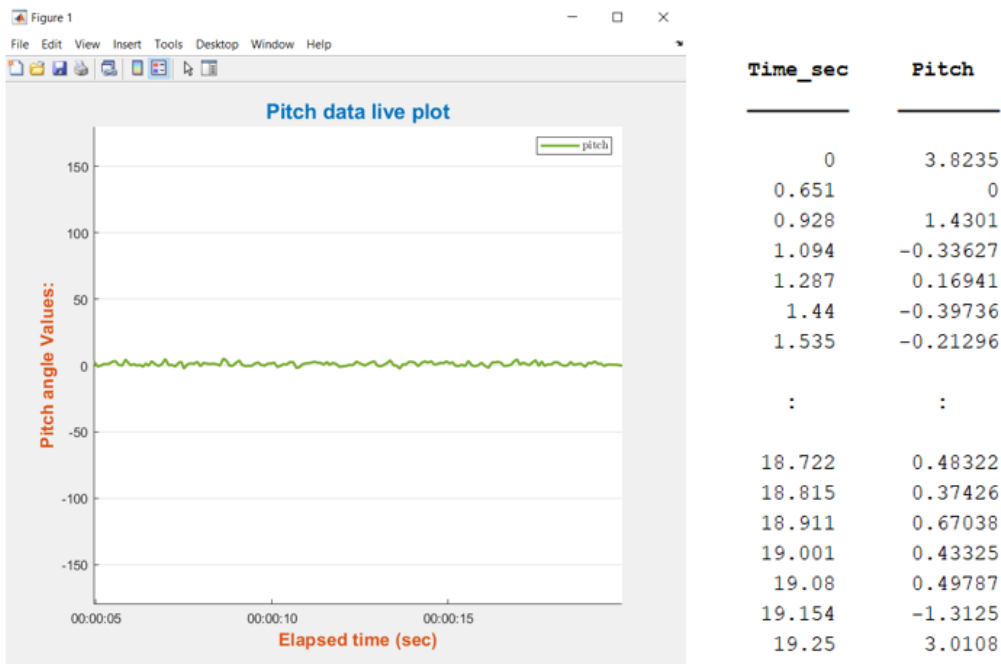 Figure 1
File Edit View Insert Tools Desktop Window Help
Pitch data live plot
pitch
150
100
50
0
-50
-100
-150
Pitch angle Values:
00:00:05 00:00:10 00:00:15
Elapsed time (sec)
Time_sec Pitch
0 3.8235
0.651 0
0.928 1.4301
1.094 -0.33627
1.287 0.16941
1.44 -0.39736
1.535 -0.21296
: :
18.722 0.48322
18.815 0.37426
18.911 0.67038
19.001 0.43325
19.08 0.49787
19.154 -1.3125
19.25 3.0108